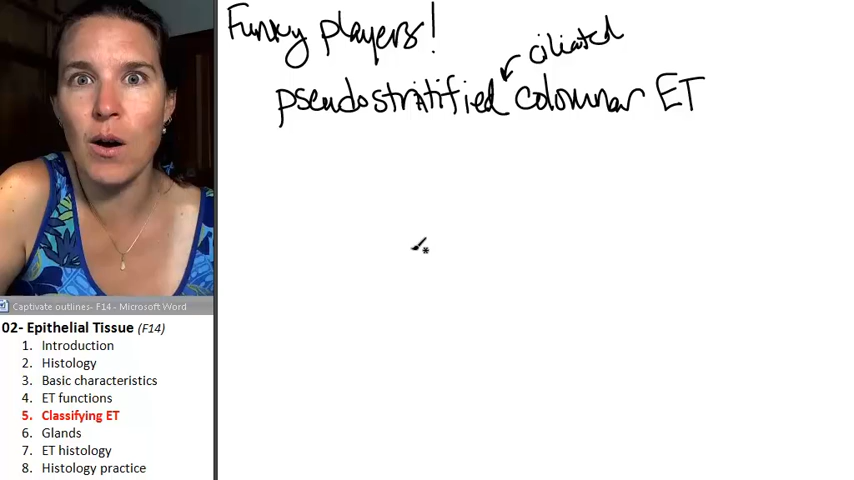 Funky players!
ciliated
pseudostratified columnar ET
Captivate outlines- F14 - Microsoft Word
02- Epithelial Tissue (F14)
1. Introduction
2. Histology
3. Basic characteristics
4. ET functions
5. Classifying ET
6. Glands
7. ET histology
8. Histology practice